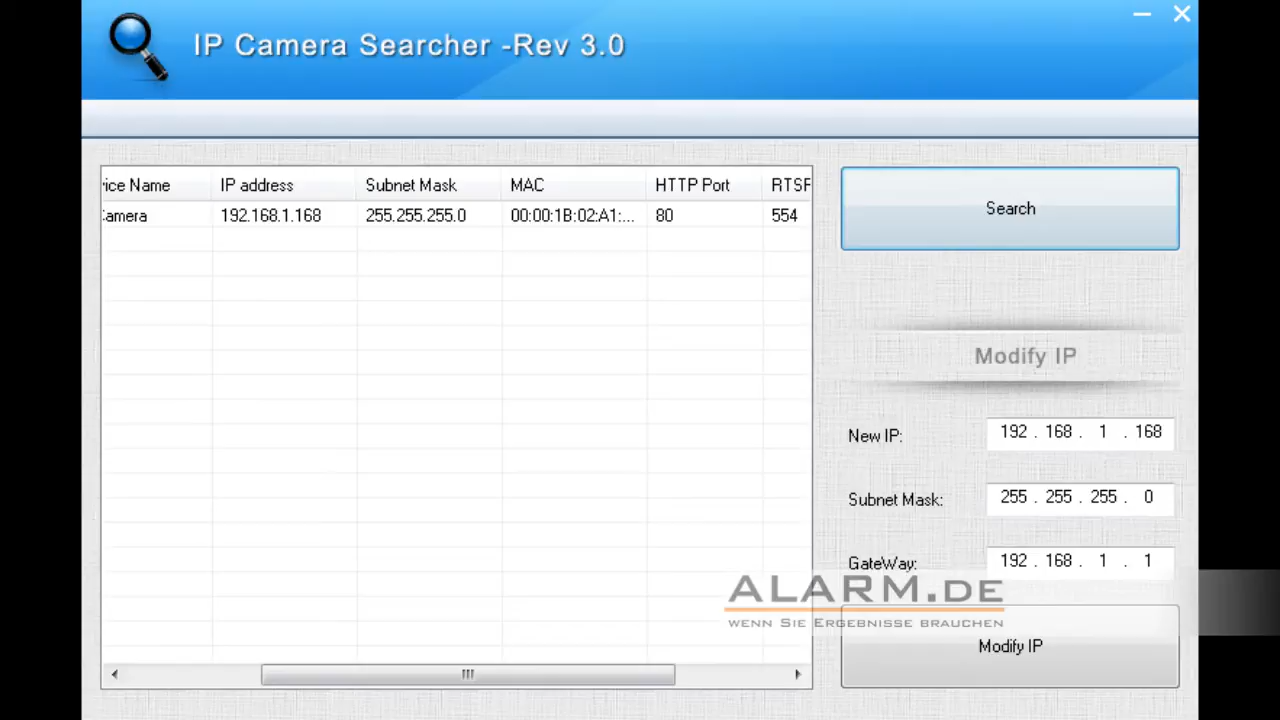 IP Camera Searcher -Rev 3.0
vice Name IP address Subnet Mask MAC HTTP Port RTSP
Camera 192.168.1.168 255.255.255.0 00:00:1B:02:A1:... 80 554
Search
Modify IP
New IP: 192 . 168 . 1 . 168
Subnet Mask: 255 . 255 . 255 . 0
GateWay: 192 . 168 . 1 . 1
ALARM.DE
WENN SIE ERGEBNISSE BRAUCHEN
Modify IP